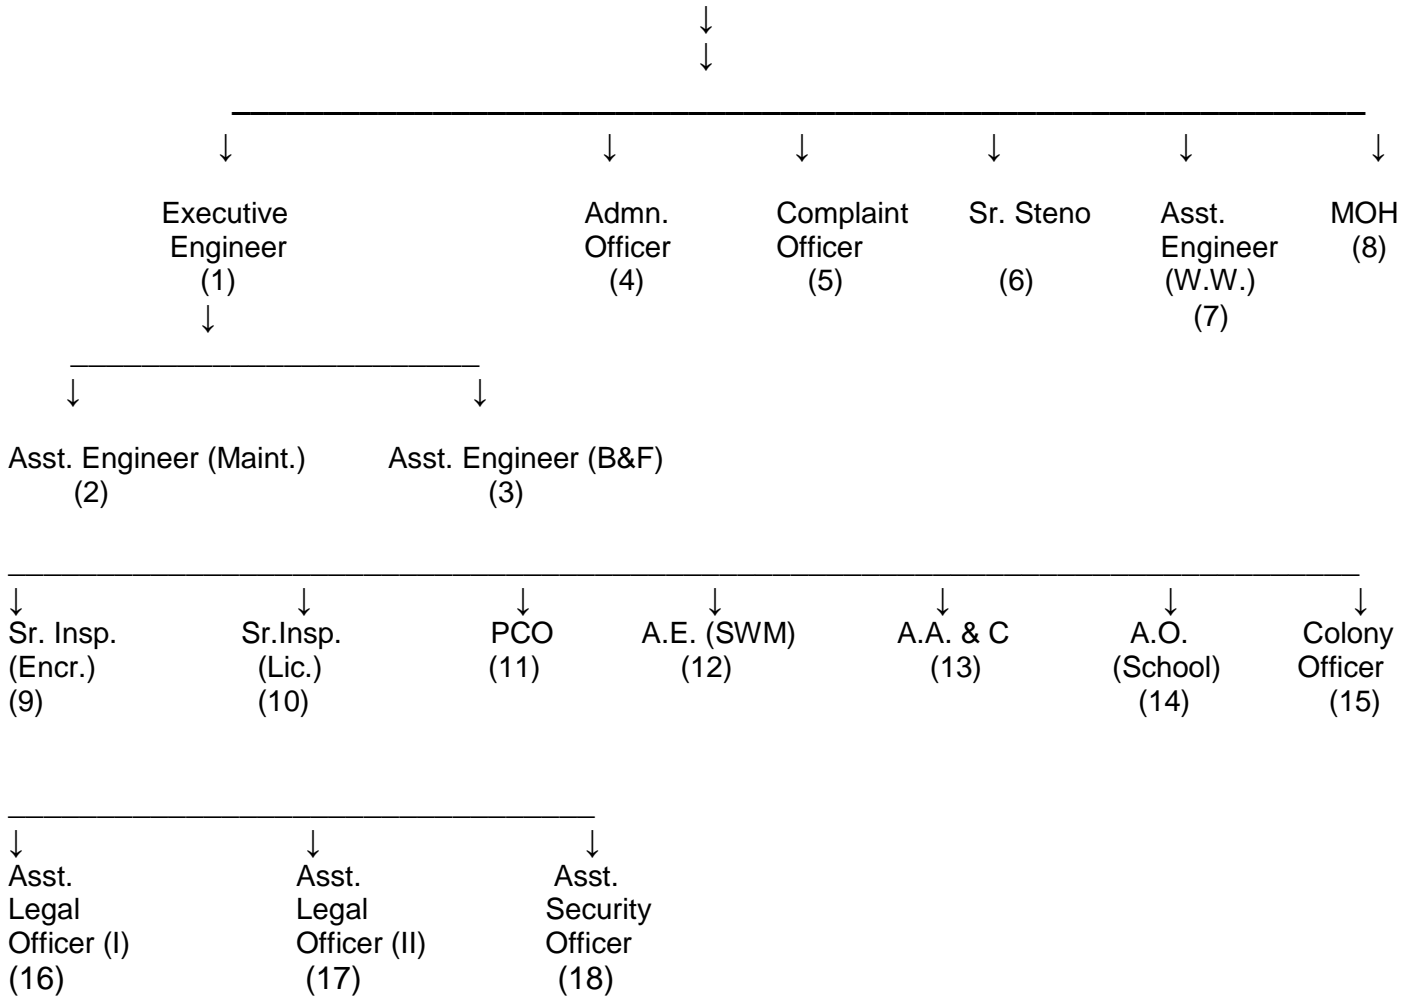 ↓
↓
↓ ↓ ↓ ↓ ↓ ↓
Executive Admn. Complaint Sr. Steno Asst. MOH
Engineer Officer Officer Engineer (8)
(1) (4) (5) (6) (W.W.)
↓ (7)
↓ ↓
Asst. Engineer (Maint.) Asst. Engineer (B&F)
(2) (3)
↓ ↓ ↓ ↓ ↓ ↓ ↓
Sr. Insp. Sr.Insp. PCO A.E. (SWM) A.A. & C A.O. Colony
(Encr.) (Lic.) (11) (12) (13) (School) Officer
(9) (10) (14) (15)
↓ ↓ ↓
Asst. Asst. Asst.
Legal Legal Security
Officer (I) Officer (II) Officer
(16) (17) (18)